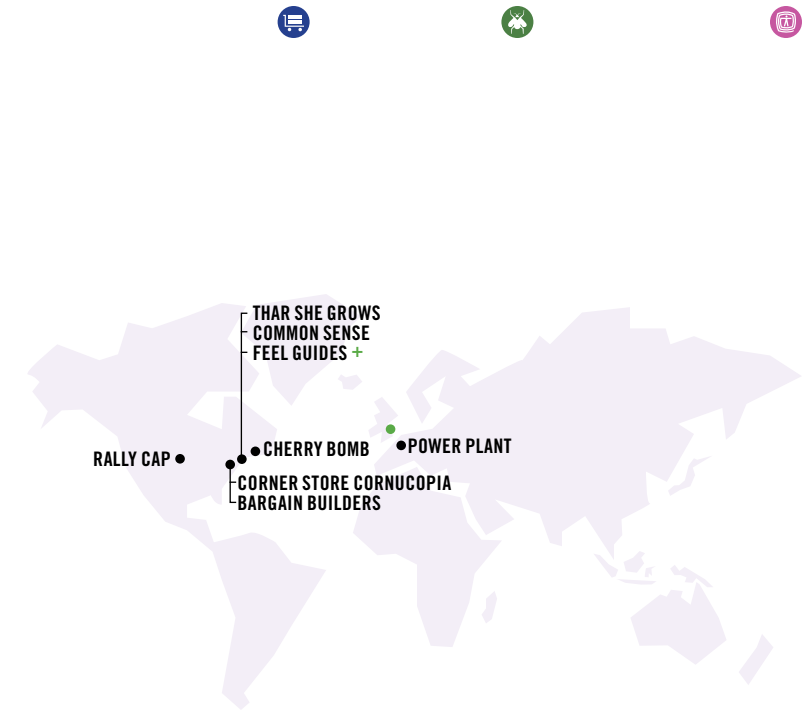 THAR SHE GROWS
COMMON SENSE
FEEL GUIDES +
CHERRY BOMB
POWER PLANT
RALLY CAP
CORNER STORE CORNUCOPIA
BARGAIN BUILDERS